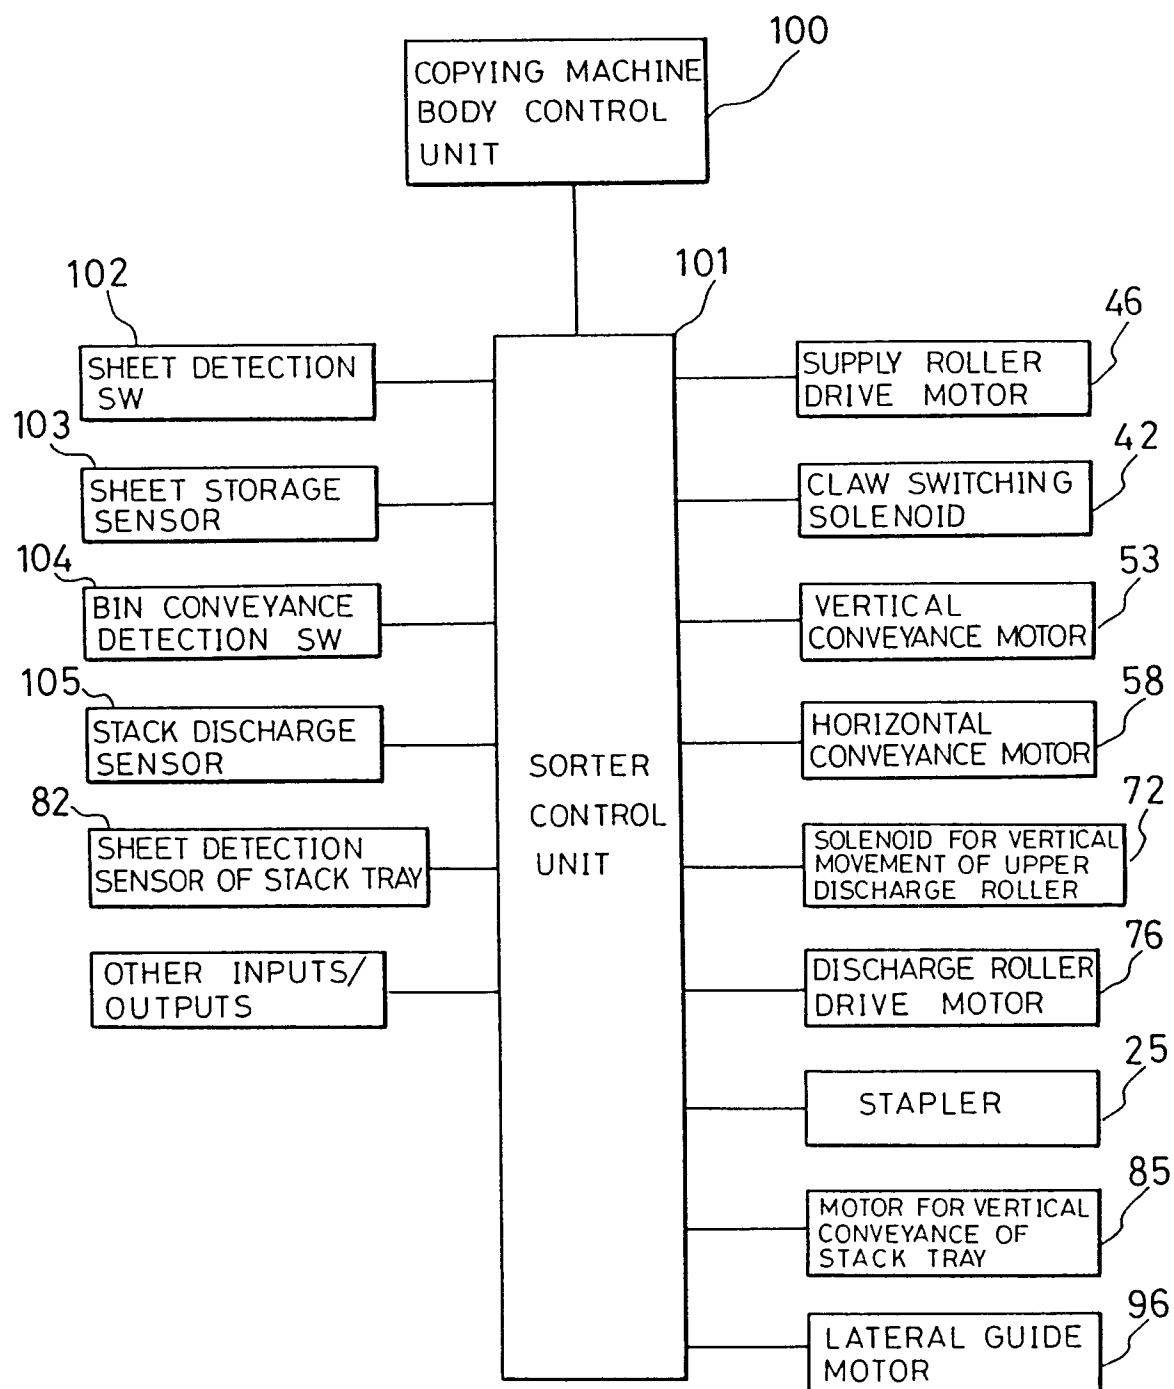 100
COPYING MACHINE
BODY CONTROL
UNIT
101
SORTER
CONTROL
UNIT
102
SHEET DETECTION
SW
103
SHEET STORAGE
SENSOR
104
BIN CONVEYANCE
DETECTION SW
105
STACK DISCHARGE
SENSOR
82
SHEET DETECTION
SENSOR OF STACK TRAY
OTHER INPUTS/
OUTPUTS
46
SUPPLY ROLLER
DRIVE MOTOR
42
CLAW SWITCHING
SOLENOID
53
VERTICAL
CONVEYANCE MOTOR
58
HORIZONTAL
CONVEYANCE MOTOR
72
SOLENOID FOR VERTICAL
MOVEMENT OF UPPER
DISCHARGE ROLLER
76
DISCHARGE ROLLER
DRIVE MOTOR
25
STAPLER
85
MOTOR FOR VERTICAL
CONVEYANCE OF
STACK TRAY
96
LATERAL GUIDE
MOTOR